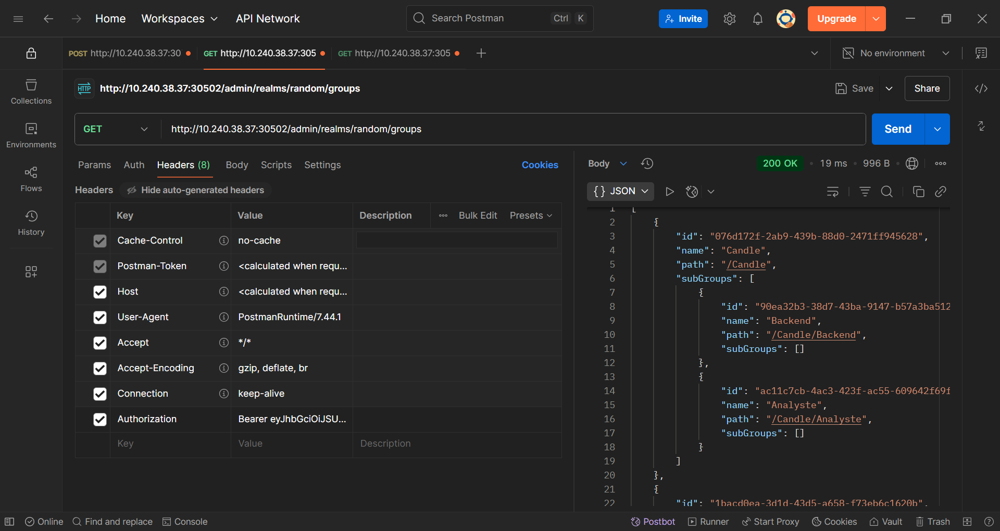 Home Workspaces API Network Search Postman Ctrl K Invite Upgrade
POST http://10.240.38.37:30 GET http://10.240.38.37:305 GET http://10.240.38.37:305 No environment
HTTP http://10.240.38.37:30502/admin/realms/random/groups Save Share
GET http://10.240.38.37:30502/admin/realms/random/groups Send
Collections
Environments
Flows
History
Params Auth Headers (8) Body Scripts Settings Cookies
Headers Hide auto-generated headers
Key Value Description Bulk Edit Presets
Cache-Control no-cache
Postman-Token <calculated when requ...
Host <calculated when requ...
User-Agent PostmanRuntime/7.44.1
Accept */*
Accept-Encoding gzip, deflate, br
Connection keep-alive
Authorization Bearer eyJhbGciOiJSU...
Key Value Description
Body 200 OK 19 ms 996 B
{} JSON
1 [
2 {
3 "id": "076d172f-2ab9-439b-88d0-2471ff945628",
4 "name": "Candle",
5 "path": "/Candle",
6 "subGroups": [
7 {
8 "id": "90ea32b3-38d7-43ba-9147-b57a3ba512
9 "name": "Backend",
10 "path": "/Candle/Backend",
11 "subGroups": []
12 },
13 {
14 "id": "ac11c7cb-4ac3-423f-ac55-609642f69f
15 "name": "Analyste",
16 "path": "/Candle/Analyste",
17 "subGroups": []
18 }
19 ]
20 },
21 {
22 "id": "1bacd0ea-3d1d-43d5-a658-f73eb6c1620b",
Online Find and replace Console Postbot Runner Start Proxy Cookies Vault Trash